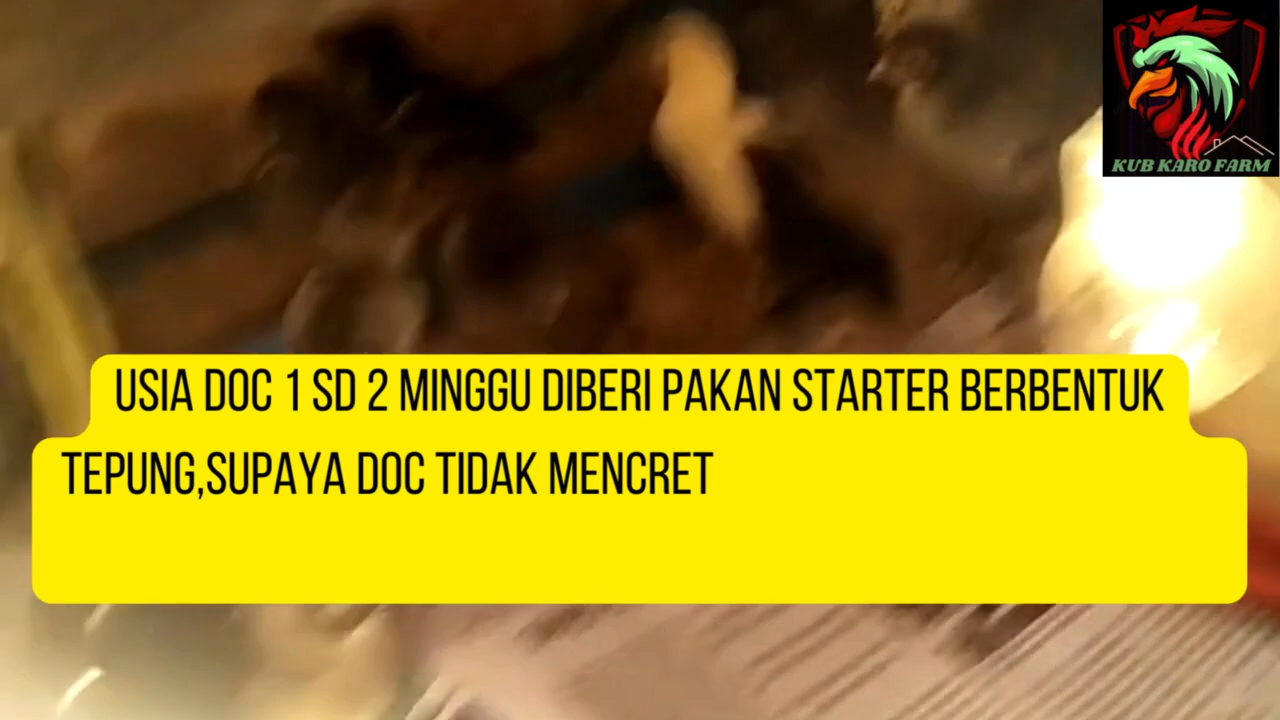 KUB KARO FARM
USIA DOC 1 SD 2 MINGGU DIBERI PAKAN STARTER BERBENTUK
TEPUNG,SUPAYA DOC TIDAK MENCRET